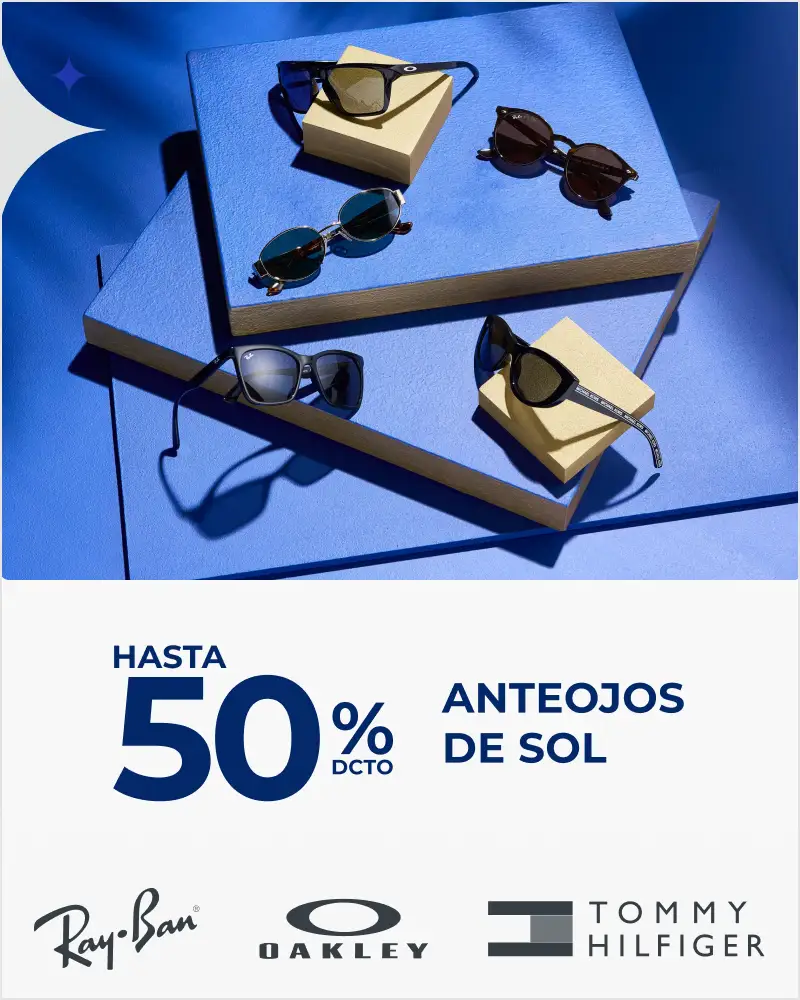 HASTA
50%
DCTO
ANTEOJOS
DE SOL
Ray-Ban®
OAKLEY
TOMMY
HILFIGER